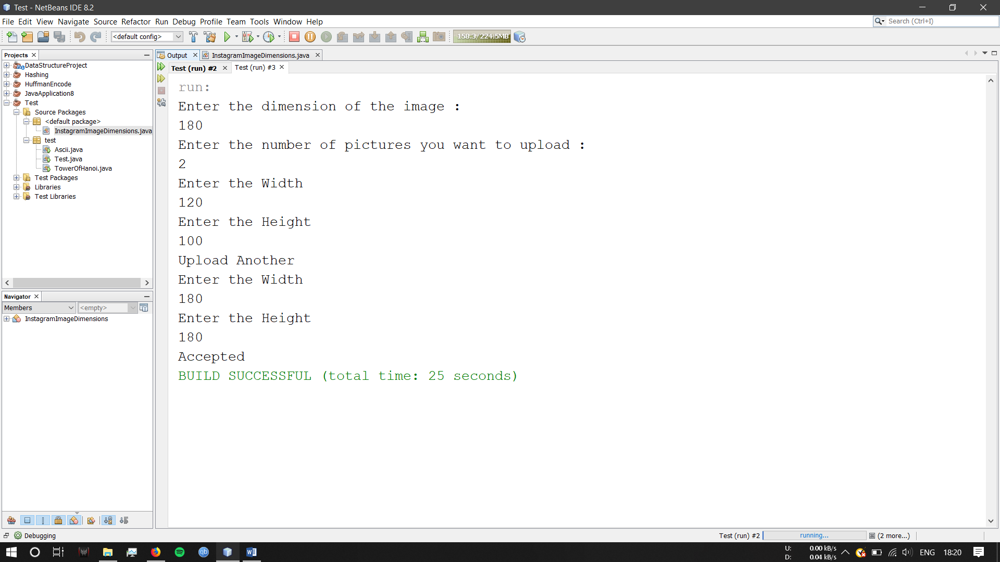 Test - NetBeans IDE 8.2
File Edit View Navigate Source Refactor Run Debug Profile Team Tools Window Help
Search (Ctrl+I)
<default config>
158.3/224.5MB
Projects
DataStructureProject
Hashing
HuffmanEncode
JavaApplication8
Test
Source Packages
<default package>
InstagramImageDimensions.java
test
Ascii.java
Test.java
TowerOfHanoi.java
Test Packages
Libraries
Test Libraries
Navigator
Members
<empty>
InstagramImageDimensions
Output
InstagramImageDimensions.java
Test (run) #2
Test (run) #3
run:
Enter the dimension of the image :
180
Enter the number of pictures you want to upload :
2
Enter the Width
120
Enter the Height
100
Upload Another
Enter the Width
180
Enter the Height
180
Accepted
BUILD SUCCESSFUL (total time: 25 seconds)
Debugging
Test (run) #2
running...
(2 more...)
qb
U: 0.00 kB/s
D: 0.04 kB/s
ENG
18:20